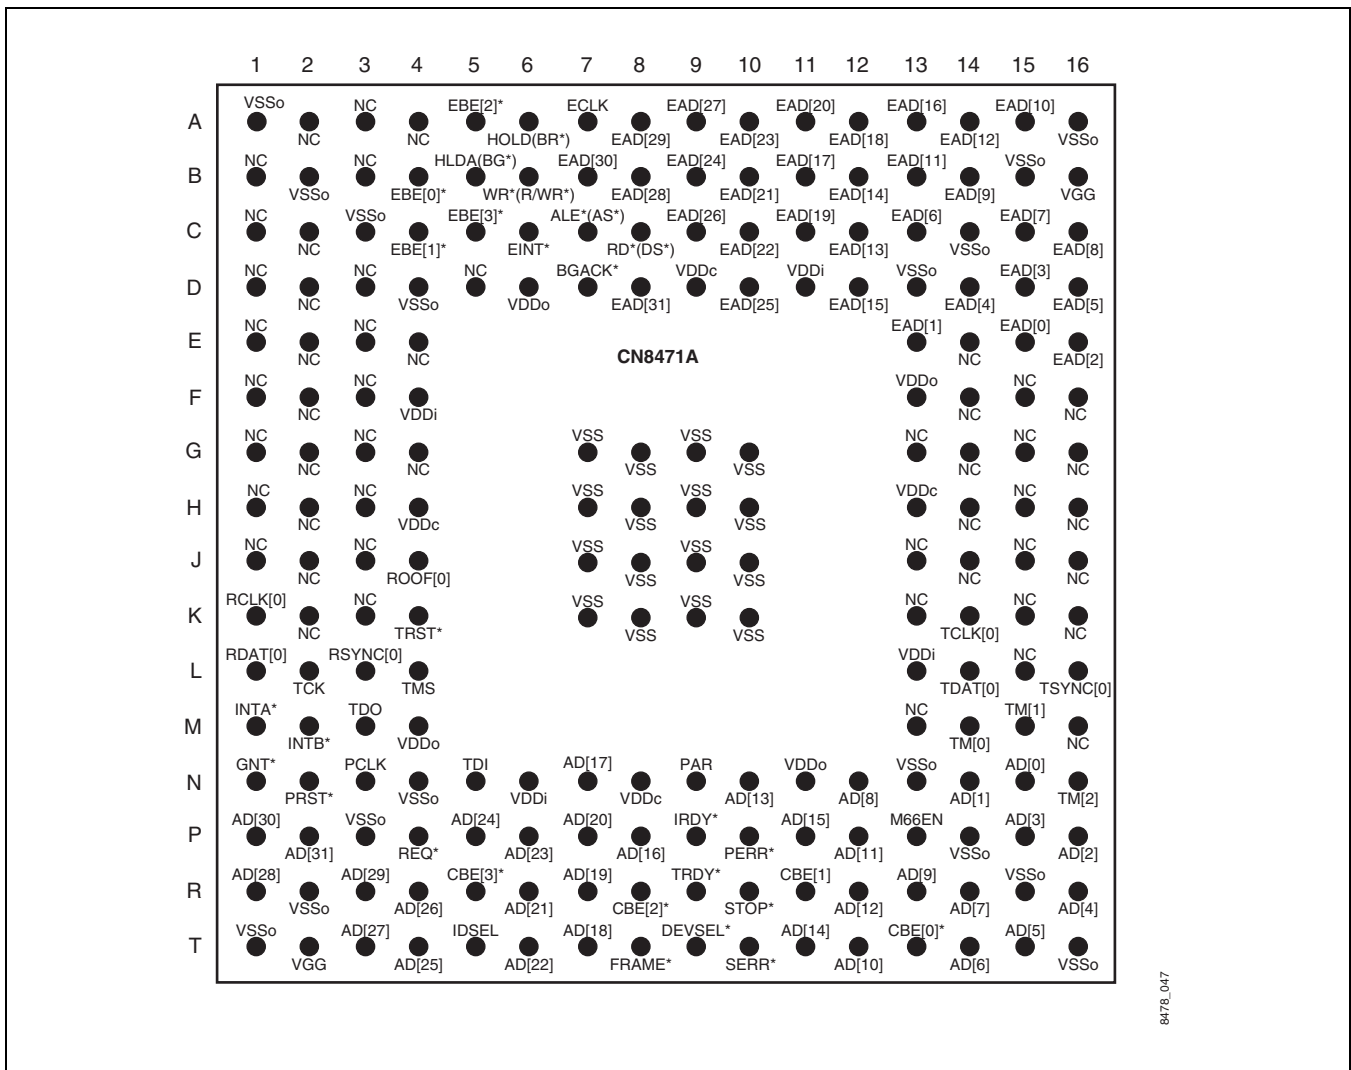 1 2 3 4 5 6 7 8 9 10 11 12 13 14 15 16
VSSo NC EBE[2]* ECLK EAD[27] EAD[20] EAD[16] EAD[10]
A
NC NC HOLD(BR*) EAD[29] EAD[23] EAD[18] EAD[12] VSSo
NC NC HLDA(BG*) EAD[30] EAD[24] EAD[17] EAD[11] VSSo
B
VSSo EBE[0]* WR*(R/WR*) EAD[28] EAD[21] EAD[14] EAD[9] VGG
NC VSSo EBE[3]* ALE*(AS*) EAD[26] EAD[19] EAD[6] EAD[7]
C
NC EBE[1]* EINT* RD*(DS*) EAD[22] EAD[13] VSSo EAD[8]
NC NC NC BGACK* VDDc VDDi VSSo EAD[3]
D
NC VSSo VDDo EAD[31] EAD[25] EAD[15] EAD[4] EAD[5]
NC NC EAD[1] EAD[0]
E
NC NC CN8471A NC EAD[2]
NC NC VDDo NC
F
NC VDDi NC NC
NC NC VSS VSS NC NC
G
NC NC VSS VSS NC NC
NC NC VSS VSS VDDc NC
H
NC VDDc VSS VSS NC NC
NC NC VSS VSS NC NC
J
NC ROOF[0] VSS VSS NC NC
RCLK[0] NC VSS VSS NC NC
K
NC TRST* VSS VSS TCLK[0] NC
RDAT[0] RSYNC[0] VDDi NC
L
TCK TMS TDAT[0] TSYNC[0]
INTA* TDO NC TM[1]
M
INTB* VDDo TM[0] NC
GNT* PCLK TDI AD[17] PAR VDDo VSSo AD[0]
N
PRST* VSSo VDDi VDDc AD[13] AD[8] AD[1] TM[2]
AD[30] VSSo AD[24] AD[20] IRDY* AD[15] M66EN AD[3]
P
AD[31] REQ* AD[23] AD[16] PERR* AD[11] VSSo AD[2]
AD[28] AD[29] CBE[3]* AD[19] TRDY* CBE[1] AD[9] VSSo
R
VSSo AD[26] AD[21] CBE[2]* STOP* AD[12] AD[7] AD[4]
VSSo AD[27] IDSEL AD[18] DEVSEL* AD[14] CBE[0]* AD[5]
T
VGG AD[25] AD[22] FRAME* SERR* AD[10] AD[6] VSSo
8478_047